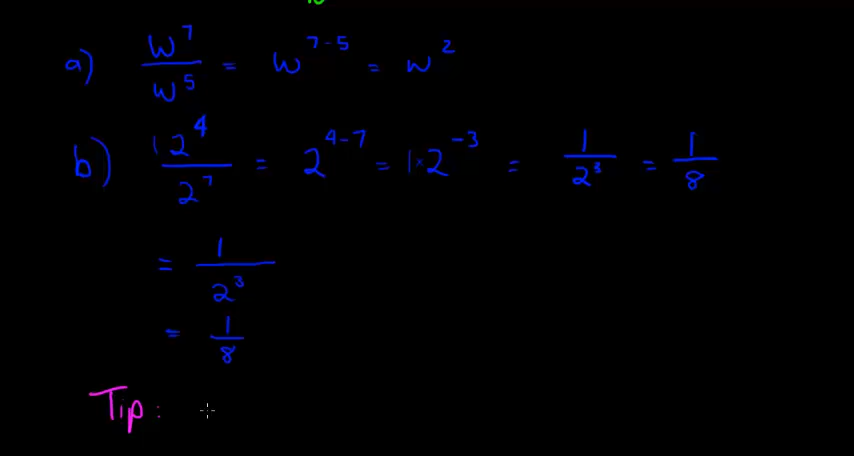 a) w^7/w^5 = w^(7-5) = w^2
b) 1 2^4/2^7 = 2^(4-7) = 1×2^(-3) = 1/2^3 = 1/8
= 1/2^3
= 1/8
Tip: